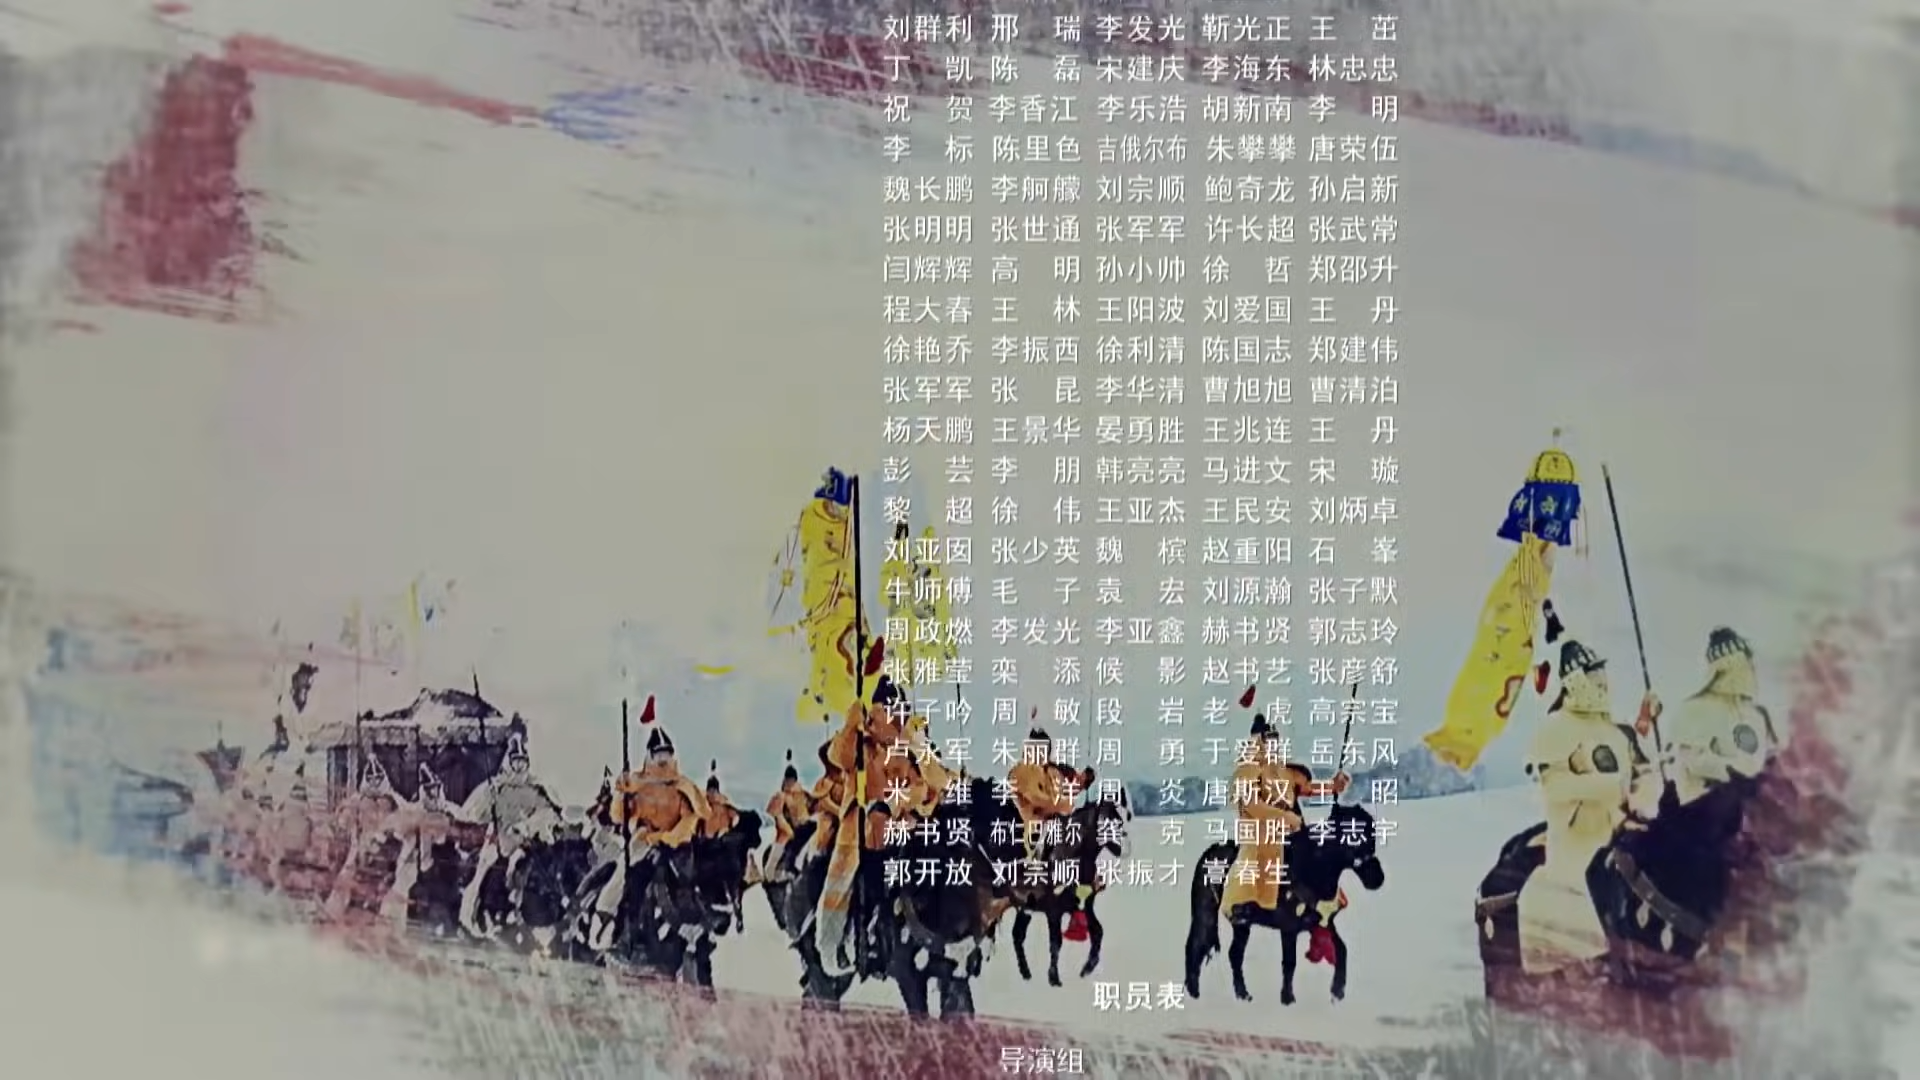 刘群利 邢 瑞 李发光 靳光正 王 茁
丁 凯 陈 磊 宋建庆 李海东 林忠忠
祝 贺 李香江 李乐浩 胡新南 李 明
李 标 陈里色 吉俄尔布 朱攀攀 唐荣伍
魏长鹏 李舸艨 刘宗顺 鲍奇龙 孙启新
张明明 张世通 张军军 许长超 张武常
闫辉辉 高 明 孙小帅 徐 哲 郑邵升
程大春 王 林 王阳波 刘爱国 王 丹
徐艳乔 李振西 徐利清 陈国志 郑建伟
张军军 张 昆 李华清 曹旭旭 曹清泊
杨天鹏 王景华 晏勇胜 王兆连 王 丹
彭 芸 李 朋 韩亮亮 马进文 宋 璇
黎 超 徐 伟 王亚杰 王民安 刘炳卓
刘亚囡 张少英 魏 槟 赵重阳 石 峯
牛师傅 毛 子 袁 宏 刘源瀚 张子默
周政燃 李发光 李亚鑫 赫书贤 郭志玲
张雅莹 栾 添 候 影 赵书艺 张彦舒
许子吟 周 敏 段 岩 老 虎 高宗宝
卢永军 朱丽群 周 勇 于爱群 岳东风
米 维 李 洋 周 炎 唐斯汉 王 昭
赫书贤 布仁巴雅尔 龚 克 马国胜 李志宇
郭开放 刘宗顺 张振才 嵩春生
职员表
导演组